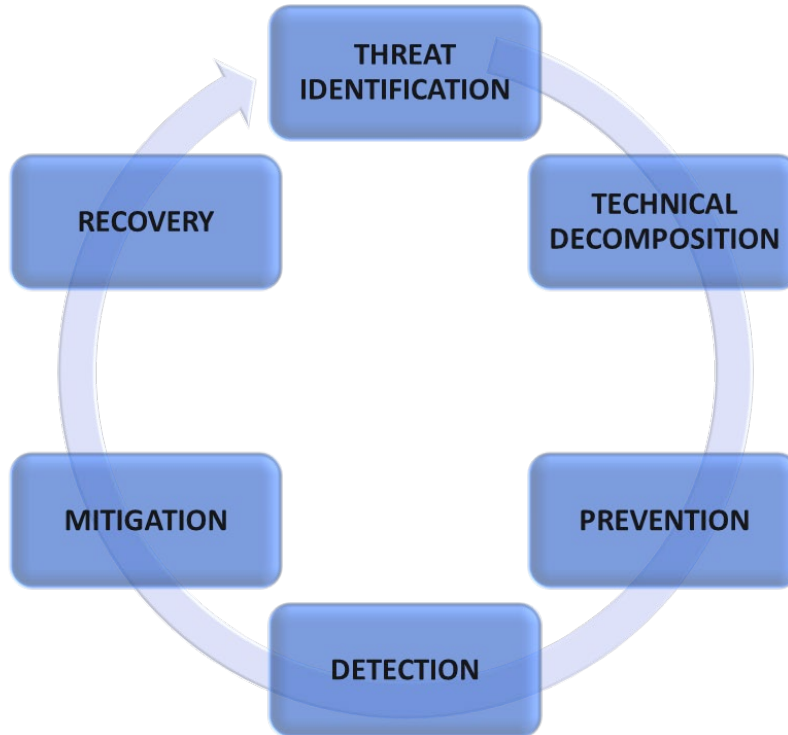 THREAT
IDENTIFICATION
TECHNICAL
DECOMPOSITION
PREVENTION
DETECTION
MITIGATION
RECOVERY